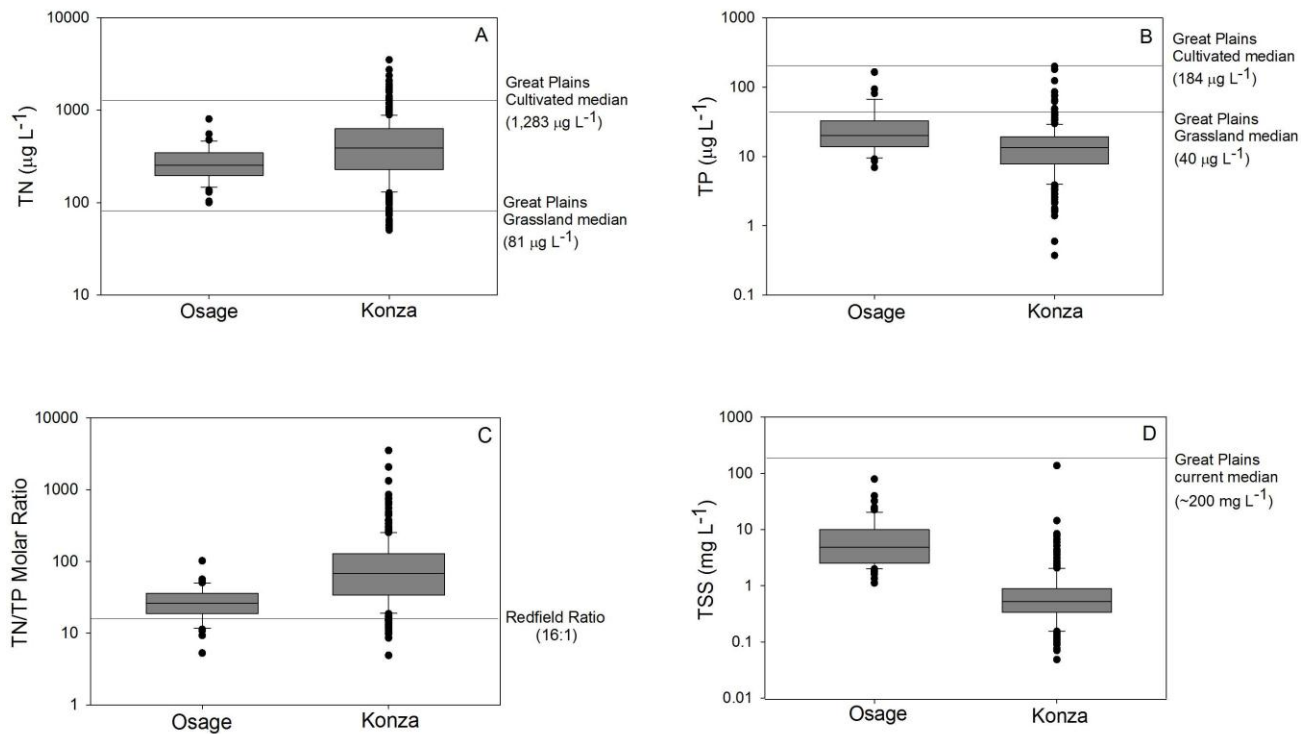 A
TN (μg L⁻¹)
10000
1000
100
10
Osage
Konza
Great Plains
Cultivated median
(1,283 μg L⁻¹)
Great Plains
Grassland median
(81 μg L⁻¹)
B
TP (μg L⁻¹)
1000
100
10
1
0.1
Osage
Konza
Great Plains
Cultivated median
(184 μg L⁻¹)
Great Plains
Grassland median
(40 μg L⁻¹)
C
TN/TP Molar Ratio
10000
1000
100
10
1
Osage
Konza
Redfield Ratio
(16:1)
D
TSS (mg L⁻¹)
1000
100
10
1
0.1
0.01
Osage
Konza
Great Plains
current median
(~200 mg L⁻¹)